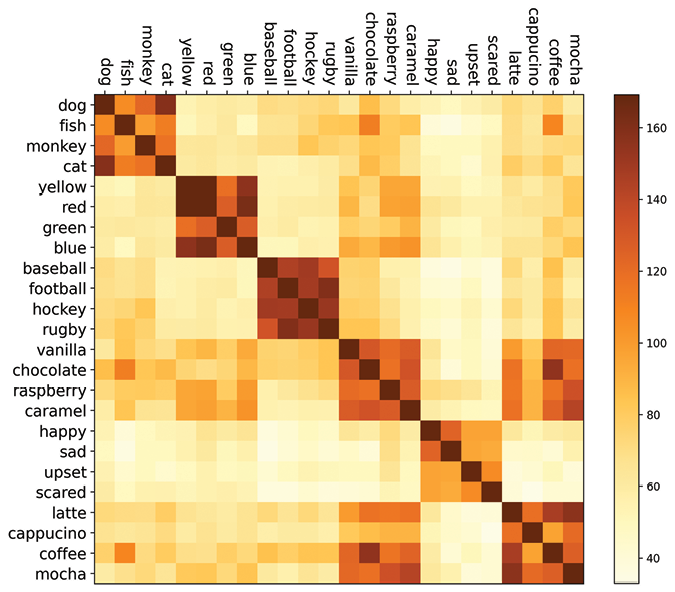 dog
fish
monkey
cat
yellow
red
green
blue
baseball
football
hockey
rugby
vanilla
chocolate
raspberry
caramel
happy
sad
upset
scared
latte
cappucino
coffee
mocha
dog
fish
monkey
cat
yellow
red
green
blue
baseball
football
hockey
rugby
vanilla
chocolate
raspberry
caramel
happy
sad
upset
scared
latte
cappucino
coffee
mocha
160
140
120
100
80
60
40